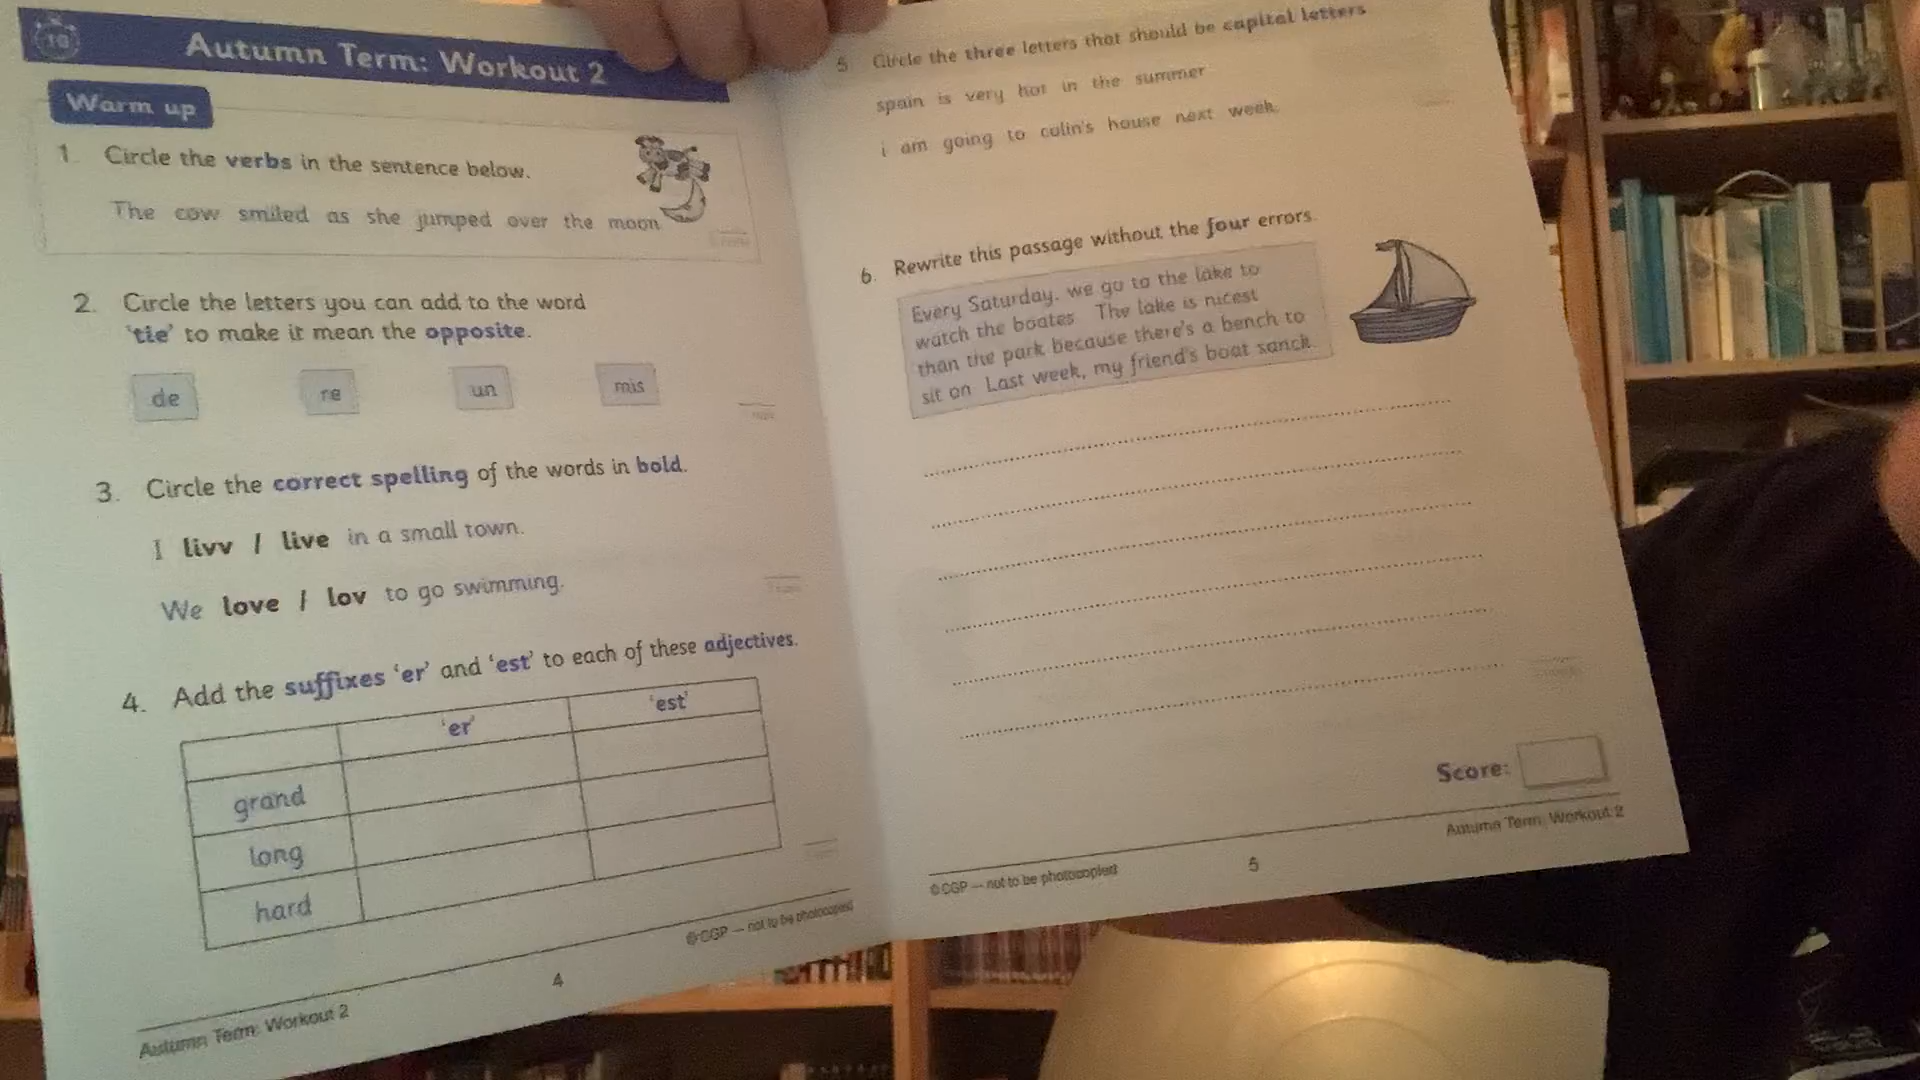 10
Autumn Term: Workout 2
Warm up
1. Circle the verbs in the sentence below.
The cow smiled as she jumped over the moon
2. Circle the letters you can add to the word
'tie' to make it mean the opposite.
de re un mis
3. Circle the correct spelling of the words in bold.
I livv / live in a small town.
We love / lov to go swimming.
4. Add the suffixes 'er' and 'est' to each of these adjectives.
'er' 'est'
grand
long
hard
© CGP — not to be photocopied
4
Autumn Term: Workout 2
5 Circle the three letters that should be capital letters
spain is very hot in the summer
i am going to colin's house next week.
6. Rewrite this passage without the four errors.
Every Saturday, we go to the lake to
watch the boates The lake is nicest
than the park because there's a bench to
sit on Last week, my friend's boat sanck.
Score:
Autumn Term: Workout 2
© CGP — not to be photocopied
5